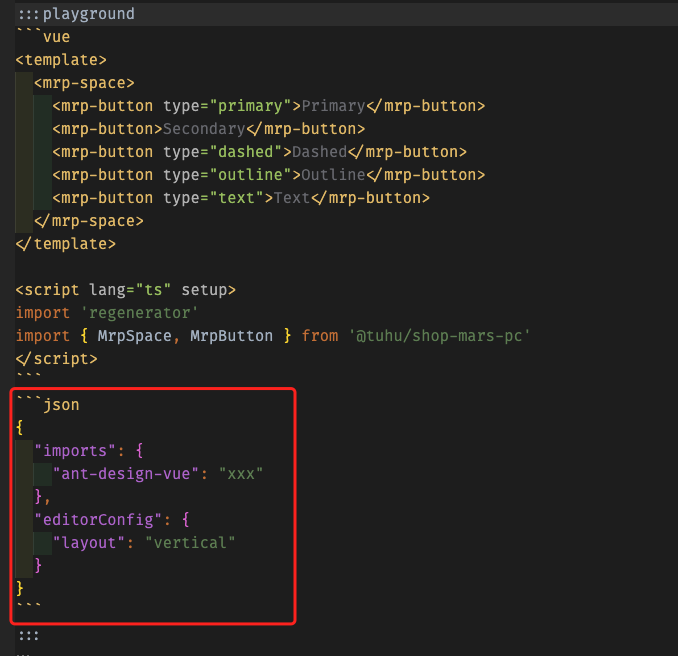 :::playground
```vue
<template>
  <mrp-space>
    <mrp-button type="primary">Primary</mrp-button>
    <mrp-button>Secondary</mrp-button>
    <mrp-button type="dashed">Dashed</mrp-button>
    <mrp-button type="outline">Outline</mrp-button>
    <mrp-button type="text">Text</mrp-button>
  </mrp-space>
</template>

<script lang="ts" setup>
import 'regenerator'
import { MrpSpace, MrpButton } from '@tuhu/shop-mars-pc'
</script>
```
```json
{
  "imports": {
    "ant-design-vue": "xxx"
  },
  "editorConfig": {
    "layout": "vertical"
  }
}
```
:::